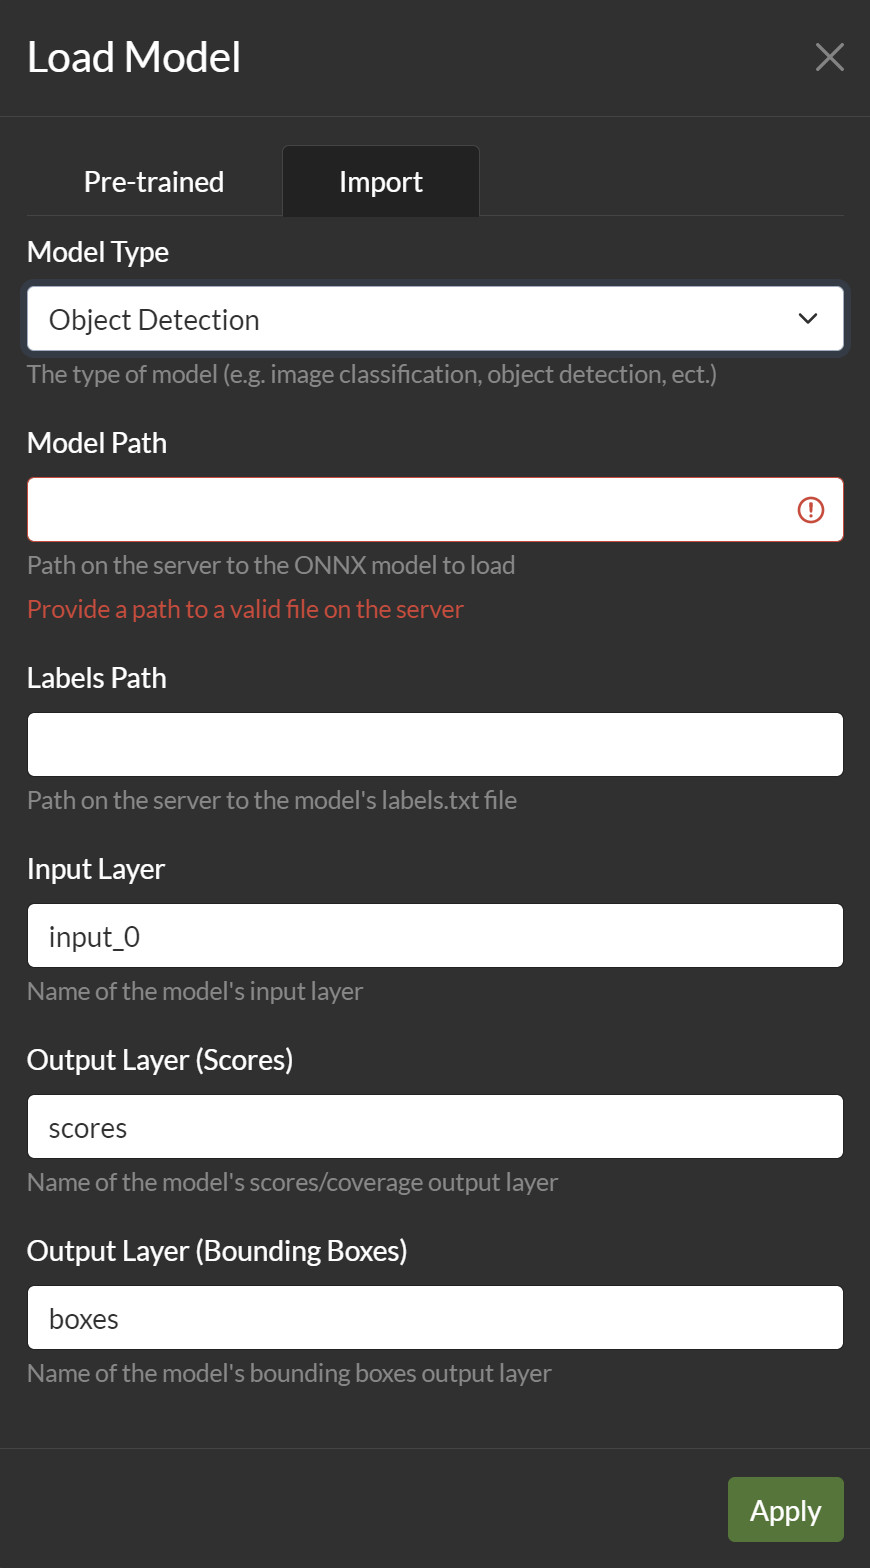 Load Model
Pre-trained
Import
Model Type
Object Detection
The type of model (e.g. image classification, object detection, ect.)
Model Path
Path on the server to the ONNX model to load
Provide a path to a valid file on the server
Labels Path
Path on the server to the model's labels.txt file
Input Layer
input_0
Name of the model's input layer
Output Layer (Scores)
scores
Name of the model's scores/coverage output layer
Output Layer (Bounding Boxes)
boxes
Name of the model's bounding boxes output layer
Apply